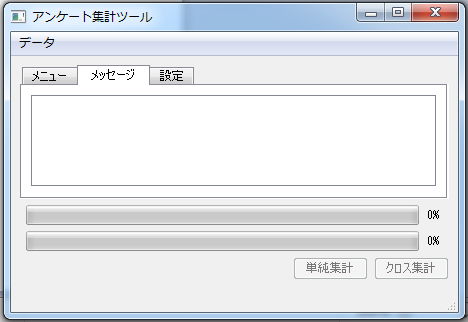 アンケート集計ツール
データ
メニュー メッセージ 設定
0%
0%
単純集計 クロス集計